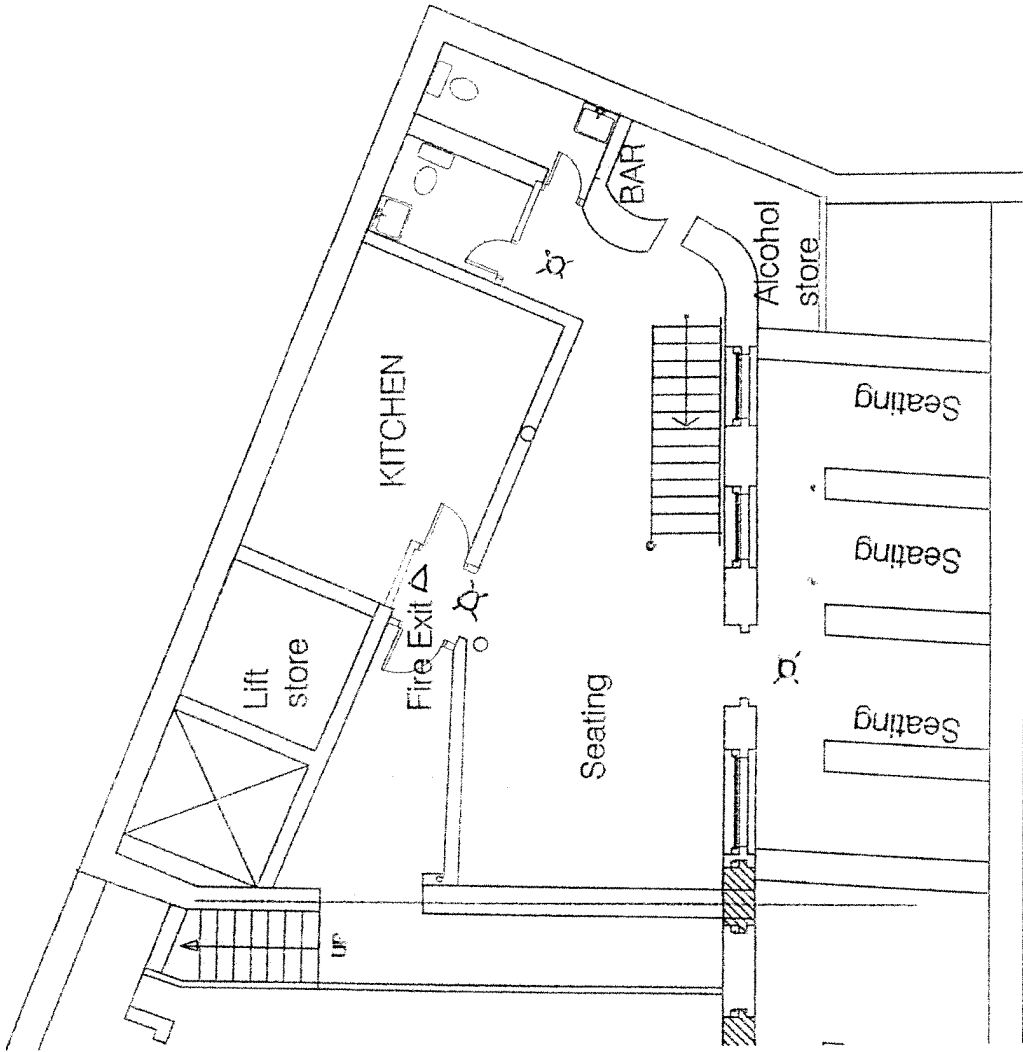 BAR
Alcohol
store
KITCHEN
Seating
Seating
Fire Exit
Lift
store
Seating
Seating
UP